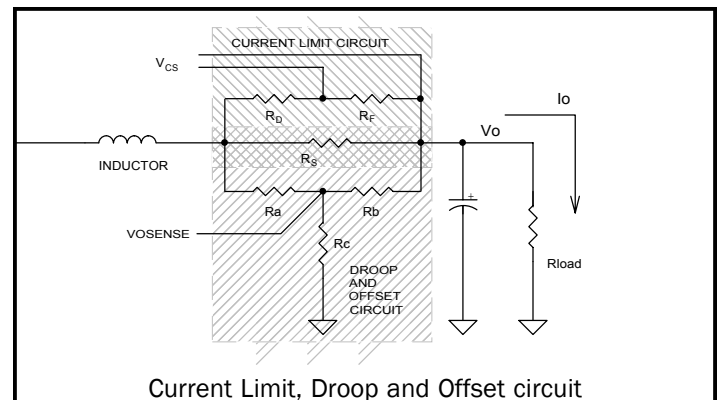 CURRENT LIMIT CIRCUIT
VCS
RD
RF
Io
Vo
INDUCTOR
RS
Ra
Rb
VOSENSE
Rc
Rload
DROOP
AND
OFFSET
CIRCUIT
+
Current Limit, Droop and Offset circuit